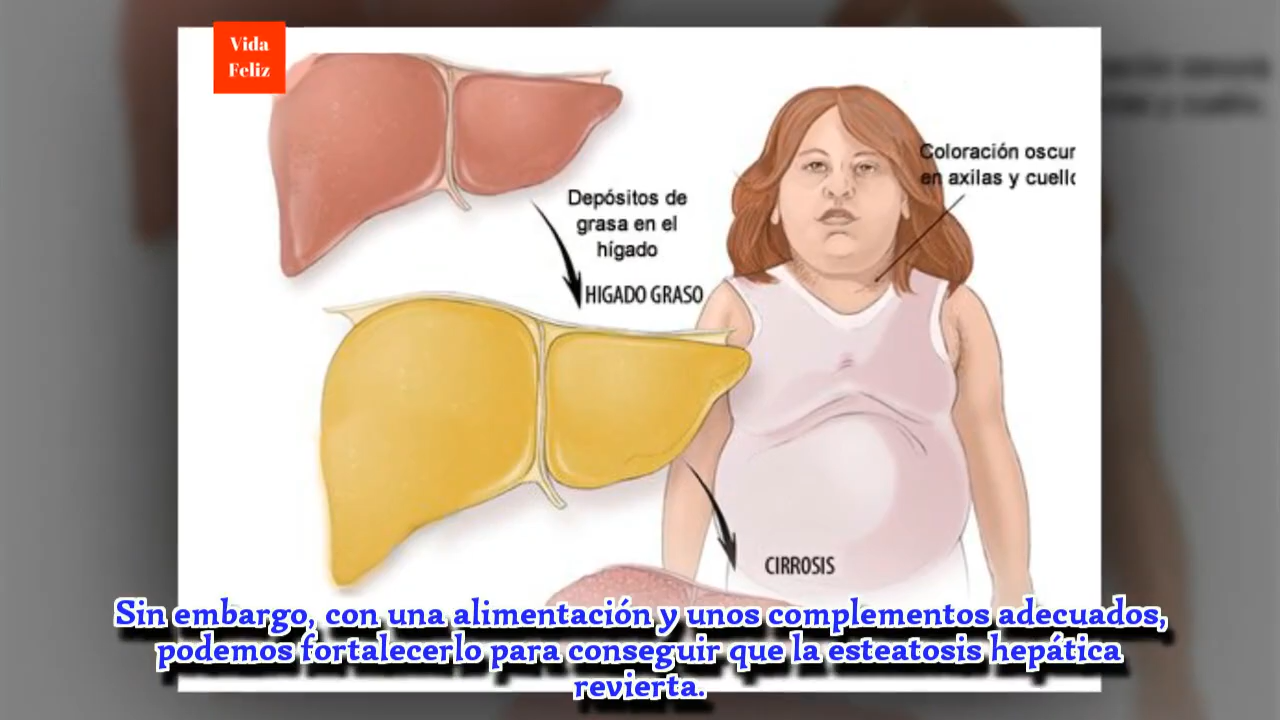 Vida
Feliz
Coloración oscur
en axilas y cuello
Depósitos de
grasa en el
hígado
HIGADO GRASO
CIRROSIS
Sin embargo, con una alimentación y unos complementos adecuados,
podemos fortalecerlo para conseguir que la esteatosis hepática
revierta.